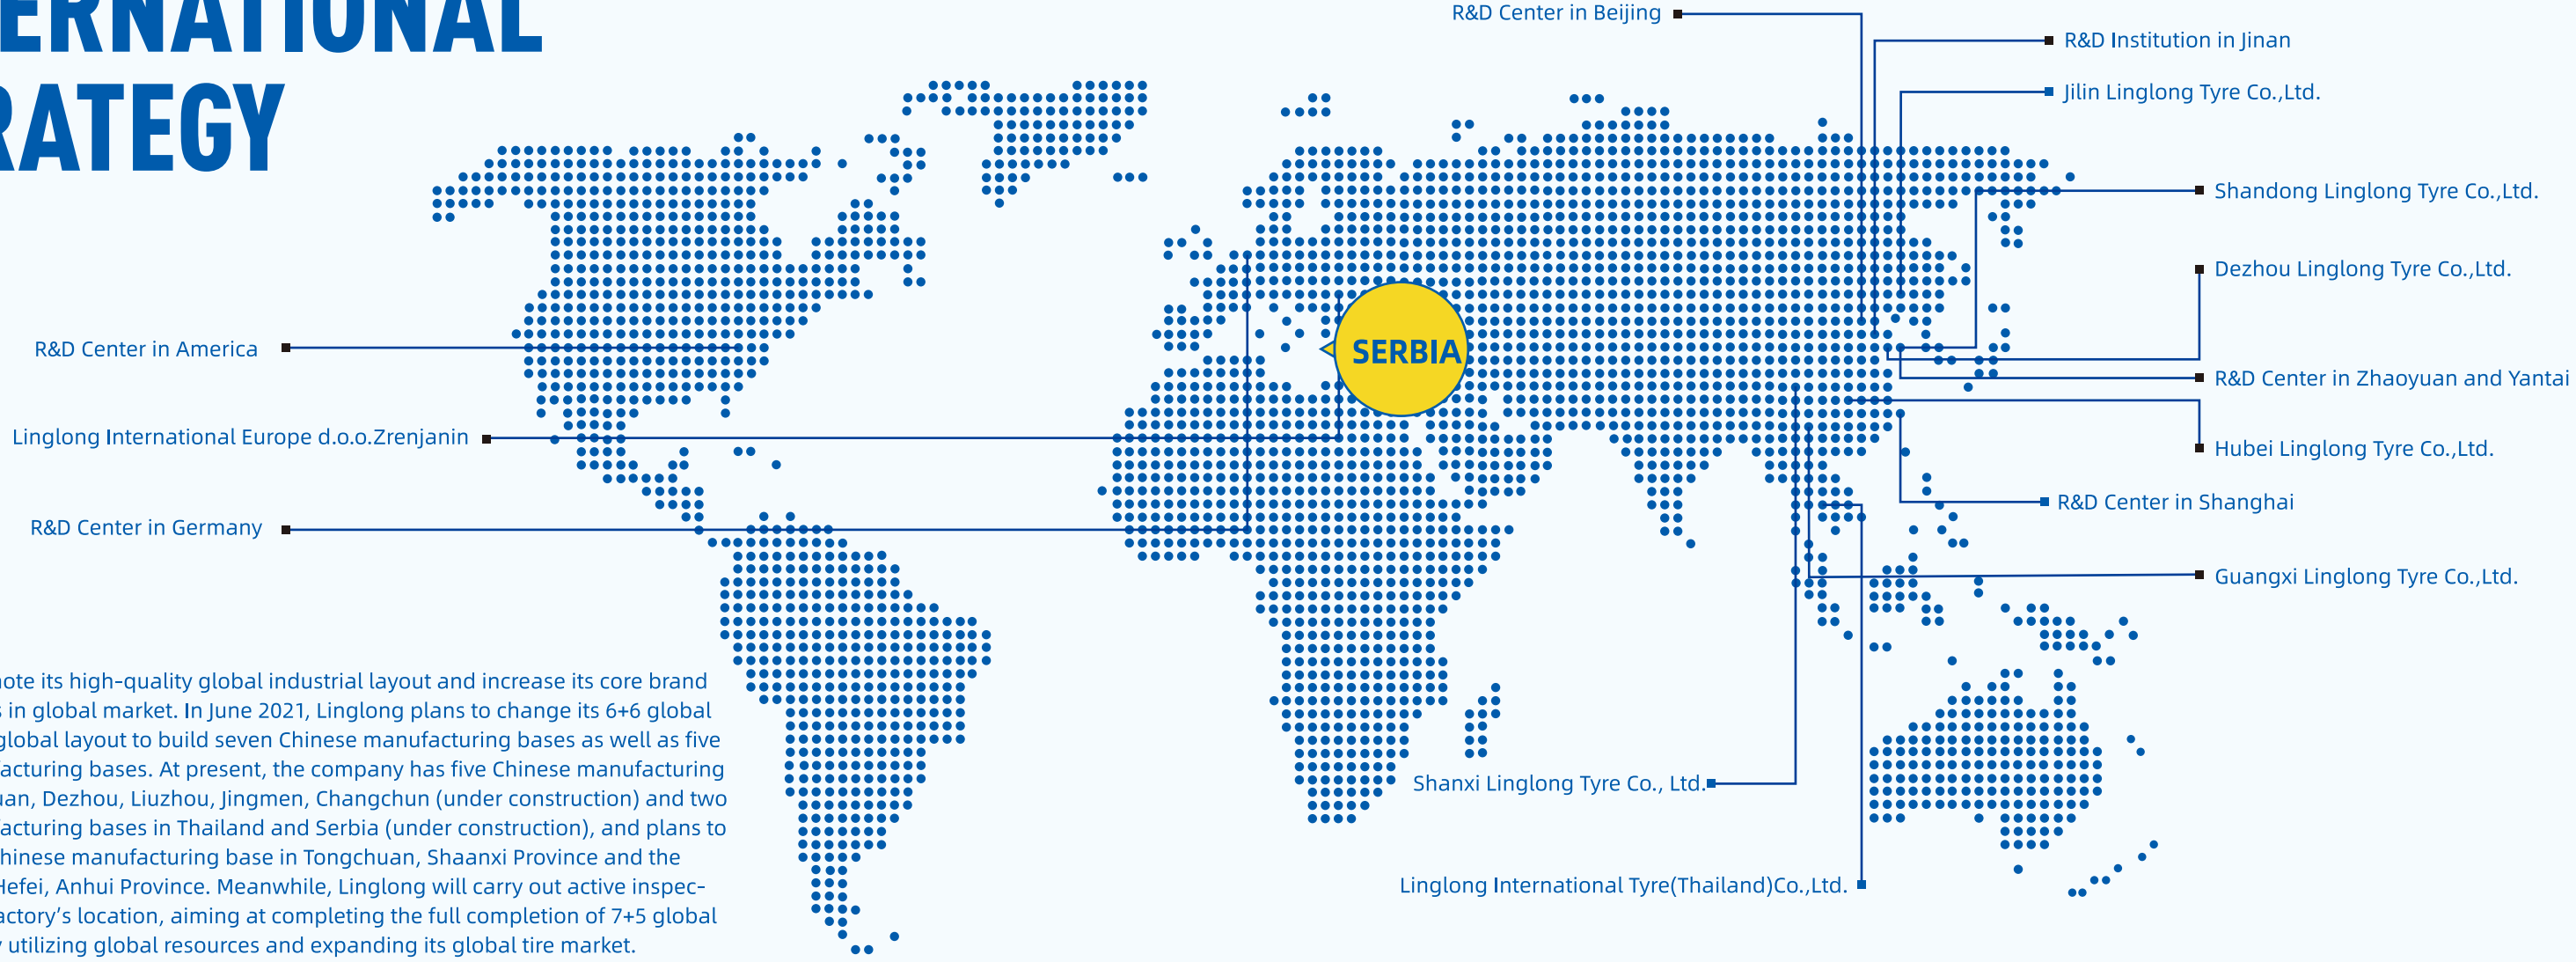 ERNATIONAL
RATEGY
R&D Center in Beijing
R&D Institution in Jinan
Jilin Linglong Tyre Co.,Ltd.
Shandong Linglong Tyre Co.,Ltd.
Dezhou Linglong Tyre Co.,Ltd.
R&D Center in America
SERBIA
R&D Center in Zhaoyuan and Yantai
Linglong International Europe d.o.o.Zrenjanin
Hubei Linglong Tyre Co.,Ltd.
R&D Center in Shanghai
R&D Center in Germany
Guangxi Linglong Tyre Co.,Ltd.
Shanxi Linglong Tyre Co., Ltd.
Linglong International Tyre(Thailand)Co.,Ltd.
ote its high-quality global industrial layout and increase its core brand
s in global market. In June 2021, Linglong plans to change its 6+6 global
global layout to build seven Chinese manufacturing bases as well as five
acturing bases. At present, the company has five Chinese manufacturing
uan, Dezhou, Liuzhou, Jingmen, Changchun (under construction) and two
acturing bases in Thailand and Serbia (under construction), and plans to
hinese manufacturing base in Tongchuan, Shaanxi Province and the
Hefei, Anhui Province. Meanwhile, Linglong will carry out active inspec-
actory's location, aiming at completing the full completion of 7+5 global
y utilizing global resources and expanding its global tire market.